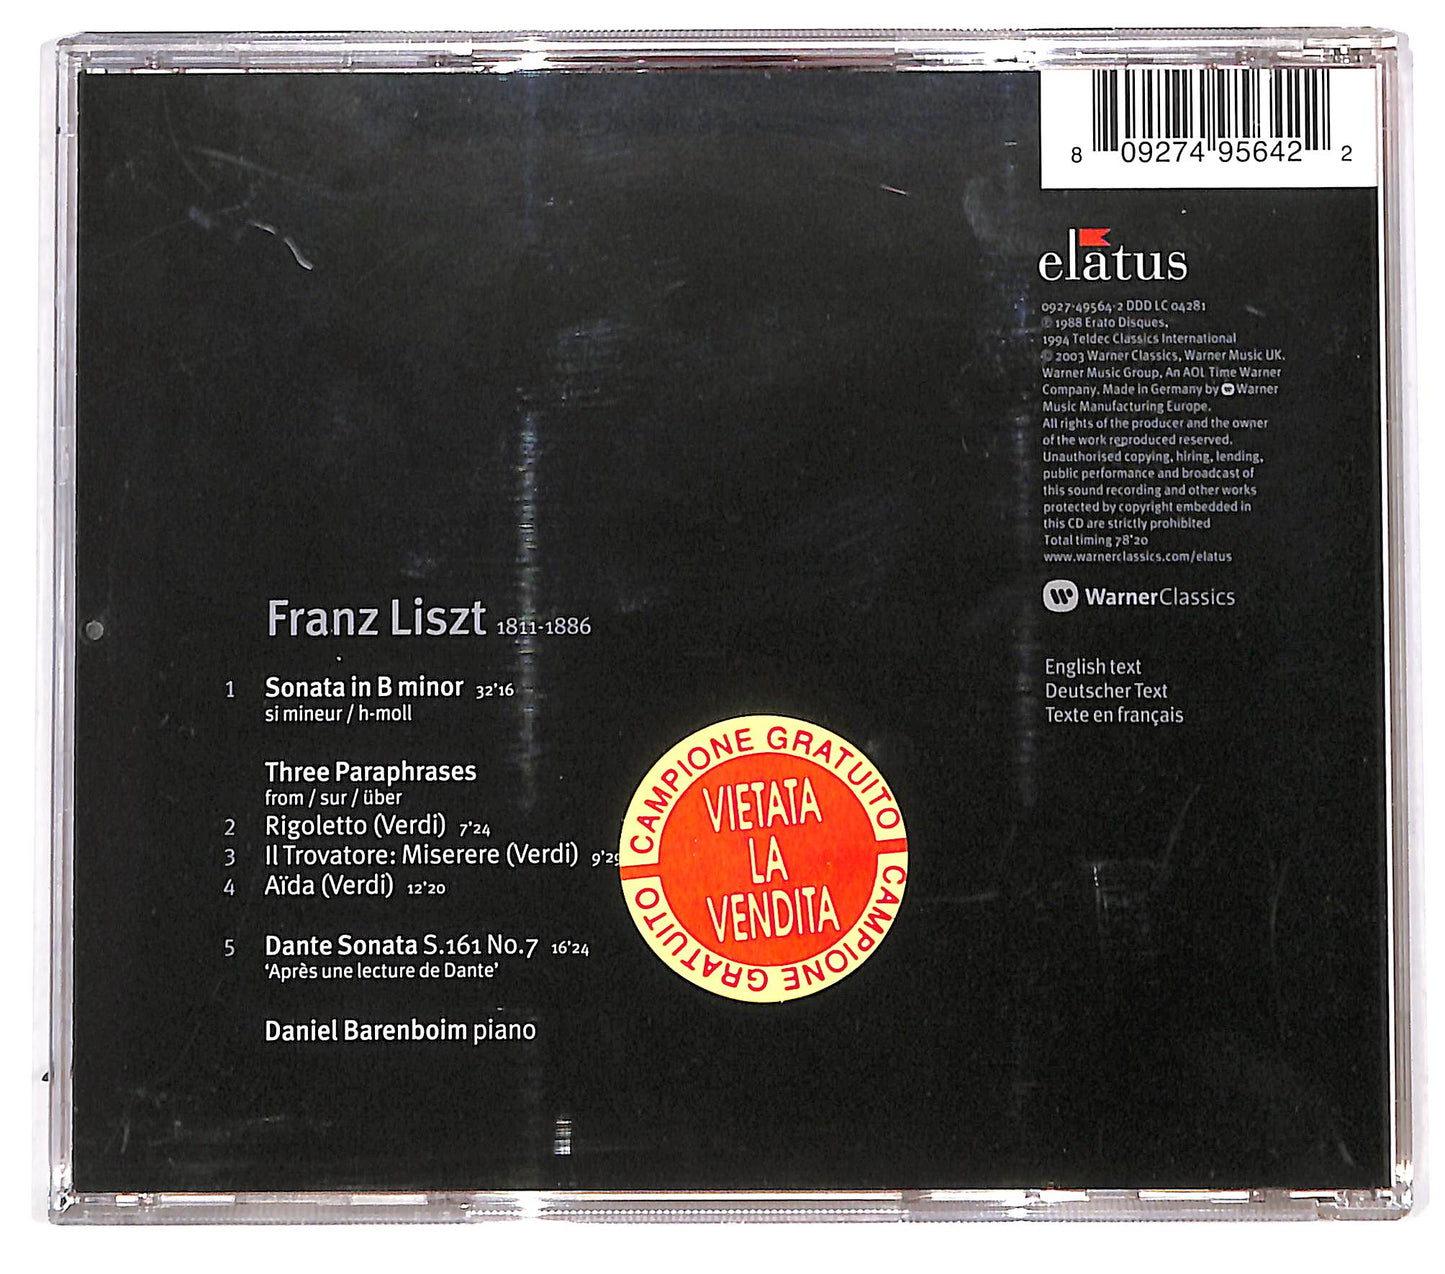 8 09274 95642 2
elatus
0927-49564-2 DDD LC 04281
℗ 1988 Erato Disques,
1994 Teldec Classics International
© 2003 Warner Classics, Warner Music UK.
Warner Music Group, An AOL Time Warner
Company. Made in Germany by Warner
Music Manufacturing Europe.
All rights of the producer and the owner
of the work reproduced reserved.
Unauthorised copying, hiring, lending,
public performance and broadcast of
this sound recording and other works
protected by copyright embedded in
this CD are strictly prohibited
Total timing 78'20
www.warnerclassics.com/elatus
WarnerClassics
English text
Deutscher Text
Texte en français
Franz Liszt 1811-1886
1 Sonata in B minor 32'16
si mineur / h-moll
Three Paraphrases
from / sur / über
2 Rigoletto (Verdi) 7'24
3 Il Trovatore: Miserere (Verdi) 9'29
4 Aïda (Verdi) 12'20
5 Dante Sonata S.161 No.7 16'24
'Après une lecture de Dante'
Daniel Barenboim piano
CAMPIONE GRATUITO
VIETATA
LA
VENDITA
CAMPIONE GRATUITO